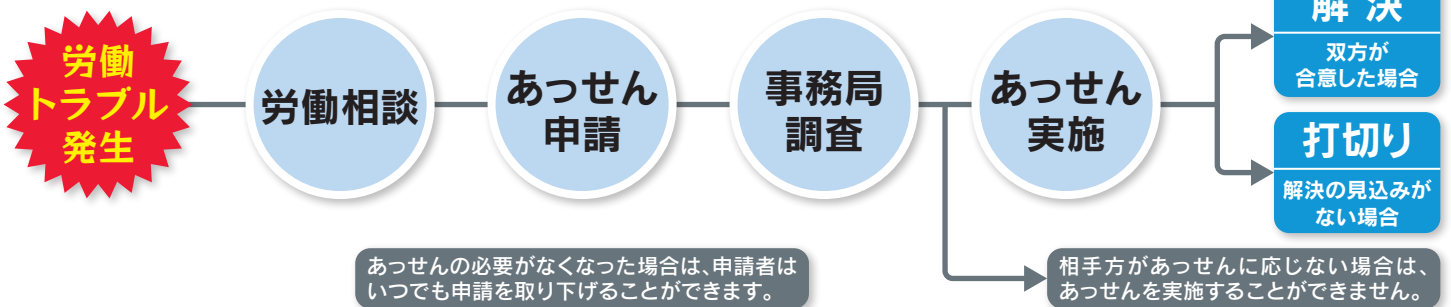 労働
トラブル
発生
労働相談
あっせん
申請
事務局
調査
あっせん
実施
解 決
双方が
合意した場合
打切り
解決の見込みが
ない場合
あっせんの必要がなくなった場合は、申請者は
いつでも申請を取り下げることができます。
相手方があっせんに応じない場合は、
あっせんを実施することができません。